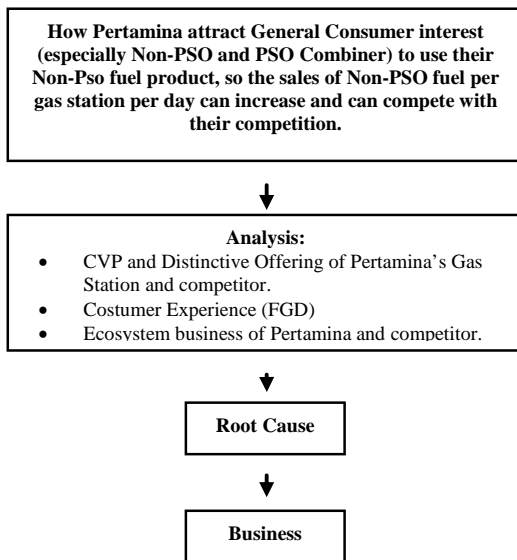 How Pertamina attract General Consumer interest
(especially Non-PSO and PSO Combiner) to use their
Non-Pso fuel product, so the sales of Non-PSO fuel per
gas station per day can increase and can compete with
their competition.
Analysis:
• CVP and Distinctive Offering of Pertamina's Gas
Station and competitor.
• Costumer Experience (FGD)
• Ecosystem business of Pertamina and competitor.
Root Cause
Business